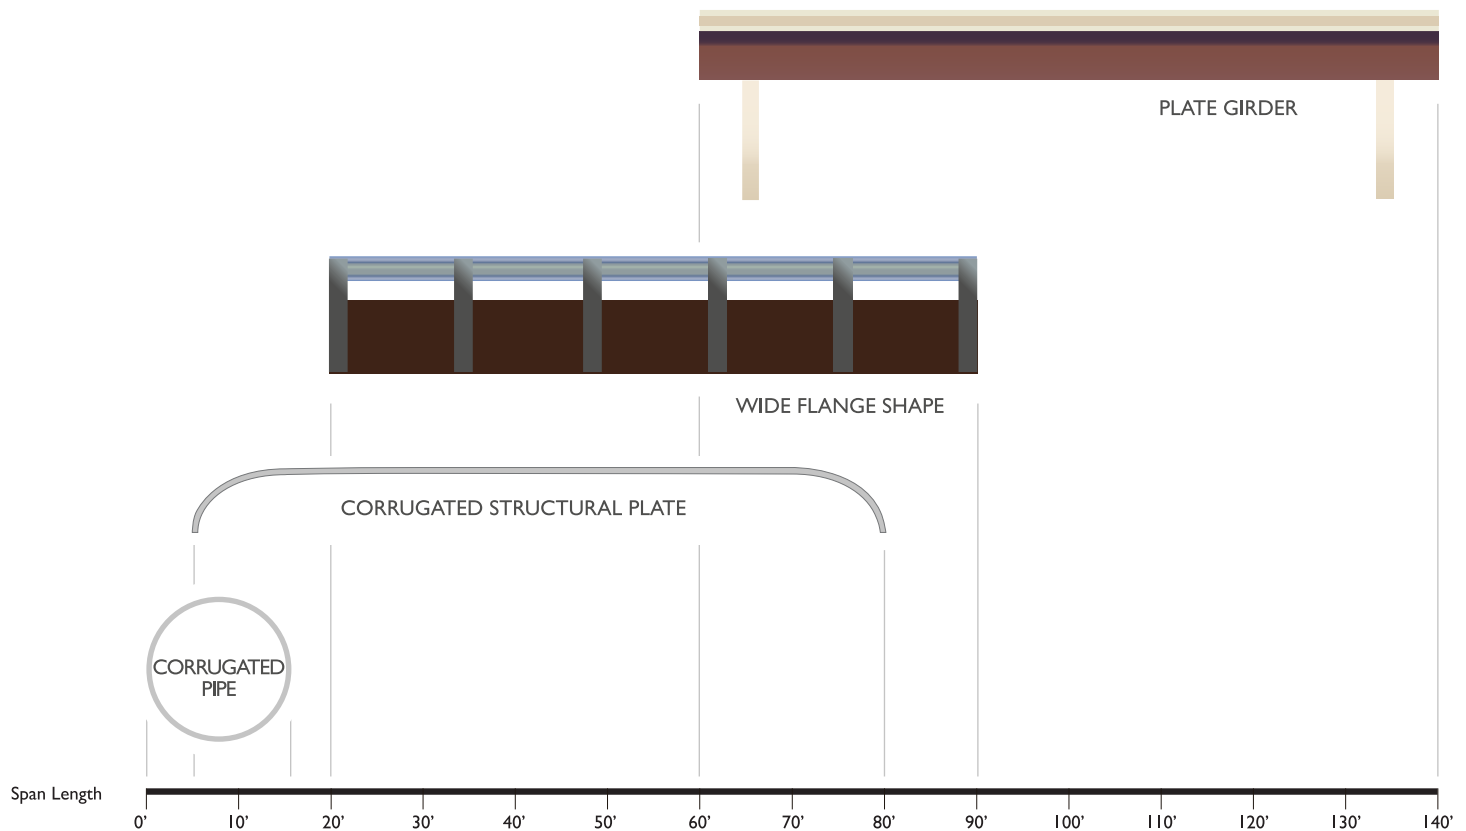 PLATE GIRDER
WIDE FLANGE SHAPE
CORRUGATED STRUCTURAL PLATE
CORRUGATED
PIPE
Span Length
0’ 10’ 20’ 30’ 40’ 50’ 60’ 70’ 80’ 90’ 100’ 110’ 120’ 130’ 140’